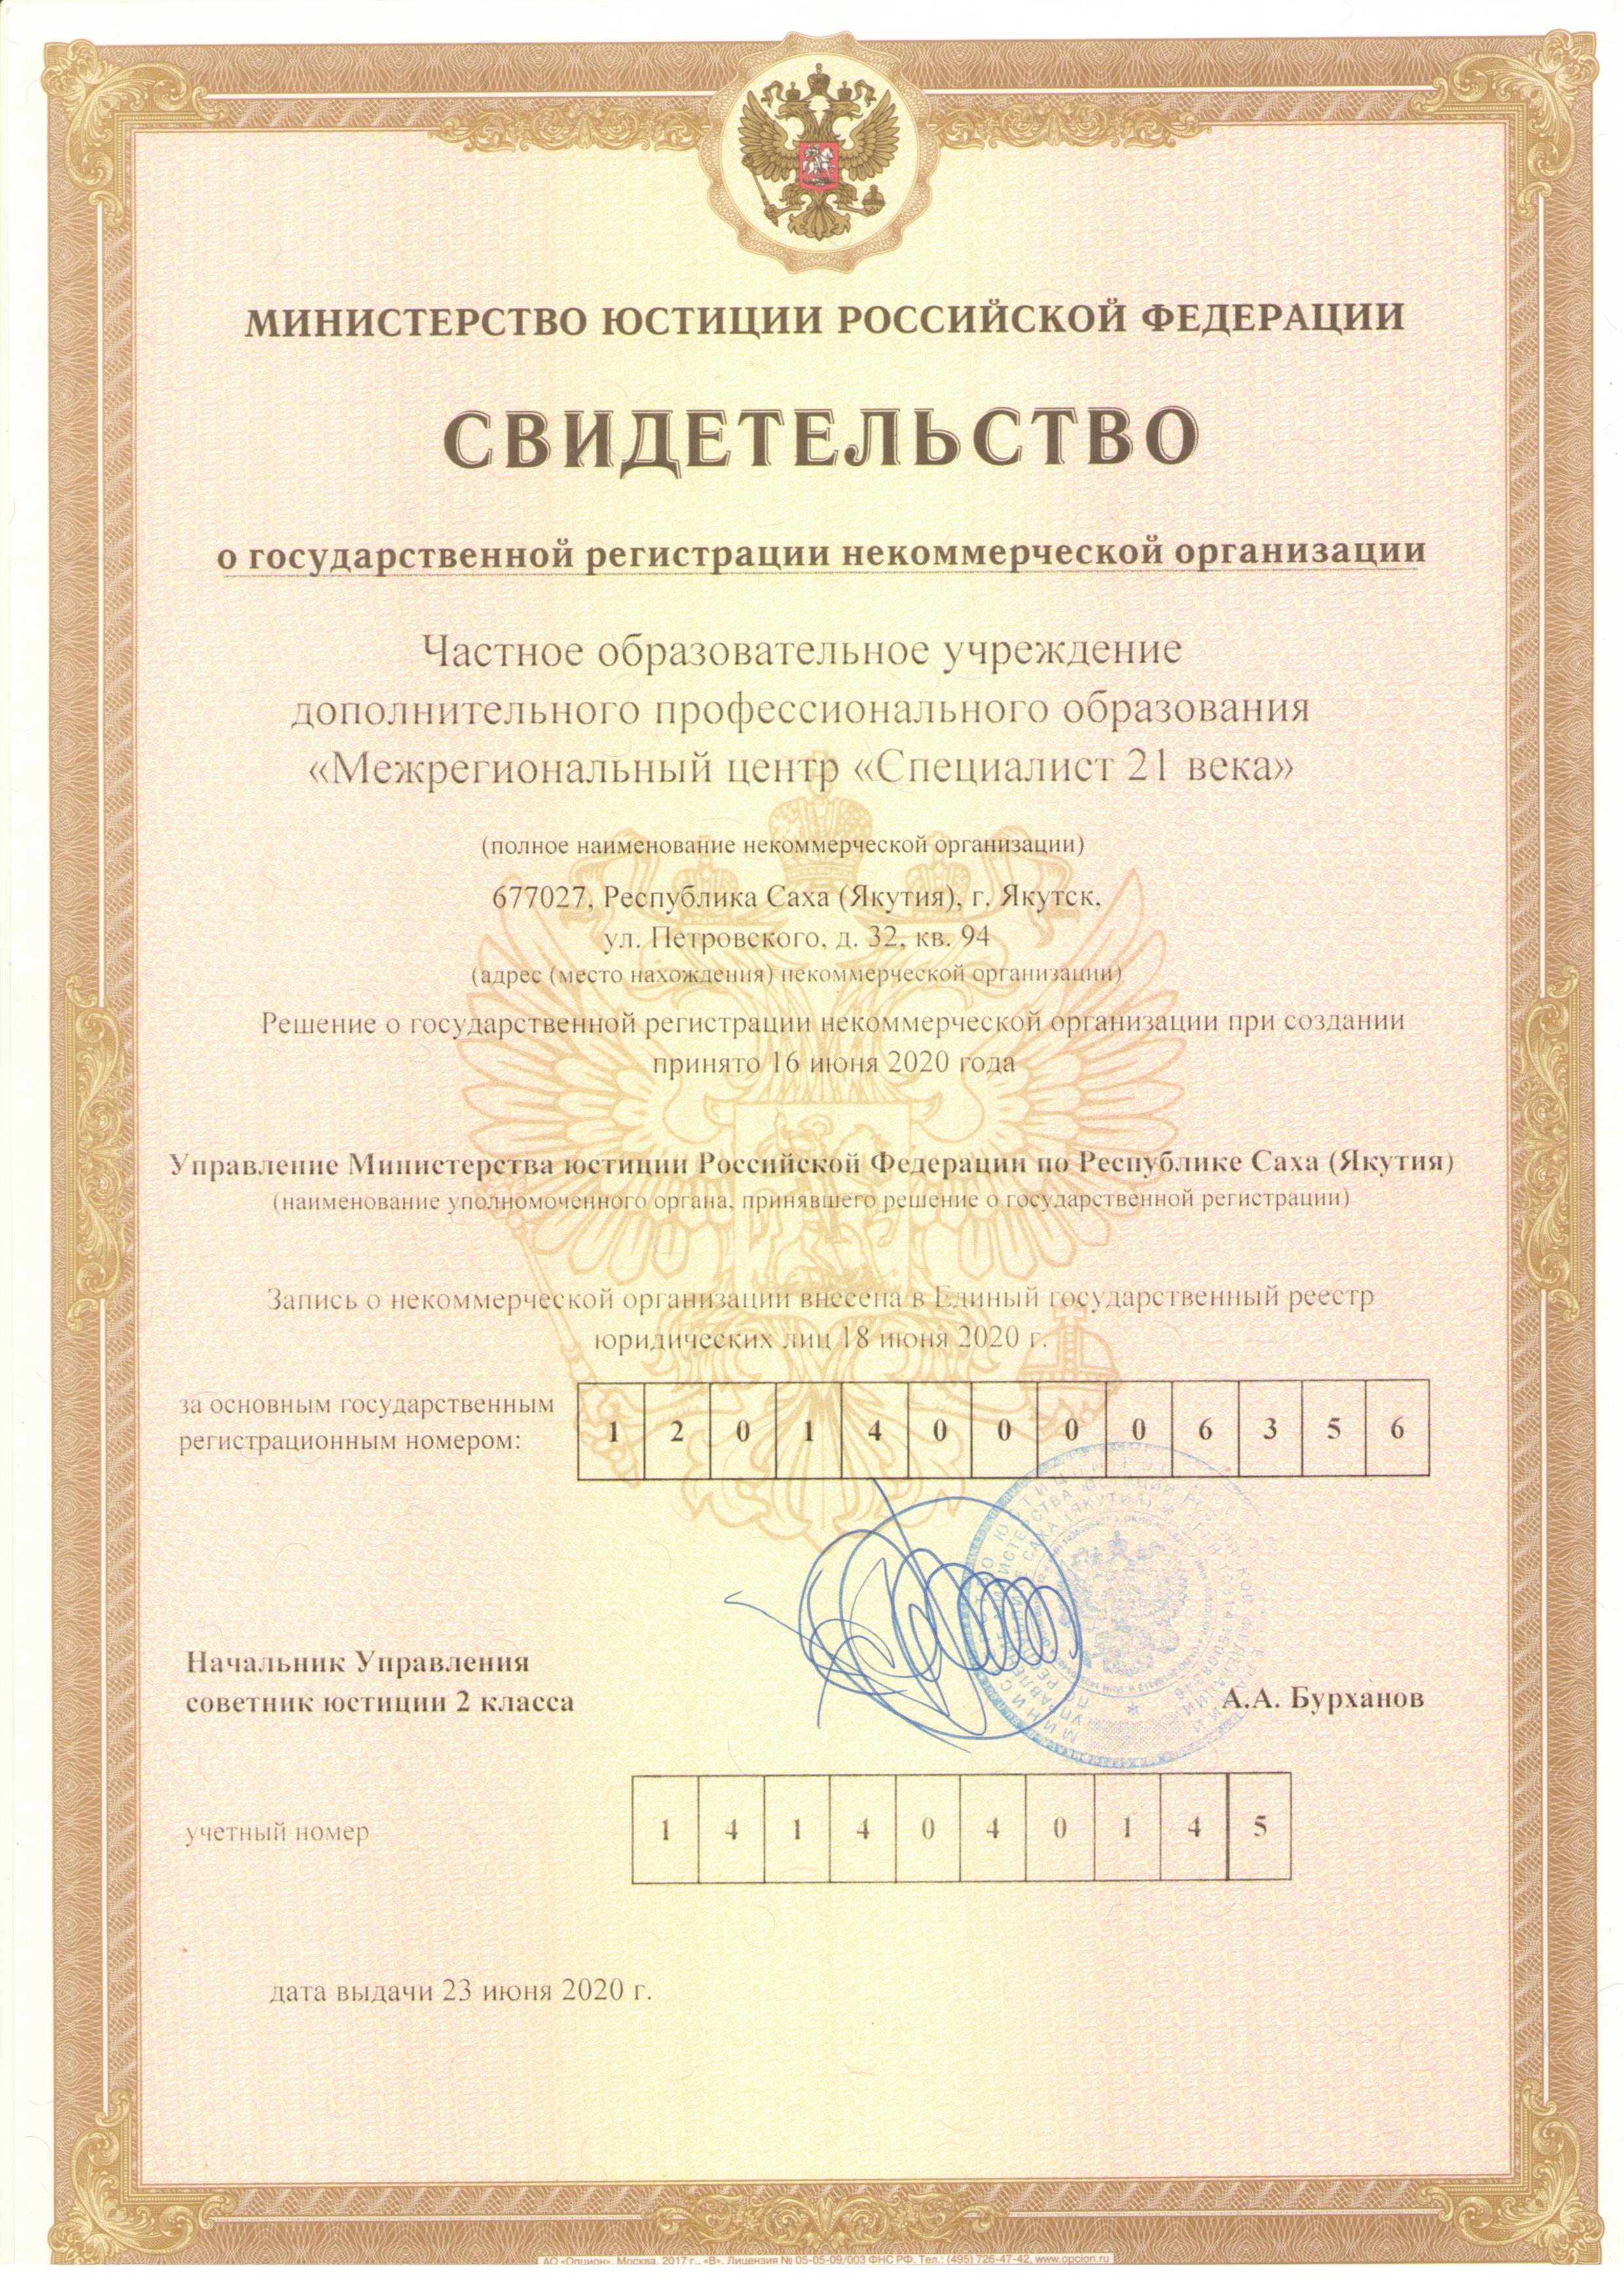 МИНИСТЕРСТВО ЮСТИЦИИ РОССИЙСКОЙ ФЕДЕРАЦИИ
СВИДЕТЕЛЬСТВО
о государственной регистрации некоммерческой организации
Частное образовательное учреждение
дополнительного профессионального образования
«Межрегиональный центр «Специалист 21 века»
(полное наименование некоммерческой организации)
677027, Республика Саха (Якутия), г. Якутск,
ул. Петровского, д. 32, кв. 94
(адрес (место нахождения) некоммерческой организации)
Решение о государственной регистрации некоммерческой организации при создании
принято 16 июня 2020 года
Управление Министерства юстиции Российской Федерации по Республике Саха (Якутия)
(наименование уполномоченного органа, принявшего решение о государственной регистрации)
Запись о некоммерческой организации внесена в Единый государственный реестр
юридических лиц 18 июня 2020 г.
за основным государственным
регистрационным номером:
1 2 0 1 4 0 0 0 0 6 3 5 6
Начальник Управления
советник юстиции 2 класса
А.А. Бурханов
учетный номер
1 4 1 4 0 4 0 1 4 5
дата выдачи 23 июня 2020 г.
АО «Опцион», Москва, 2017 г., «В». Лицензия № 05-05-09/003 ФНС РФ. Тел.: (495) 726-47-42, www.opcion.ru